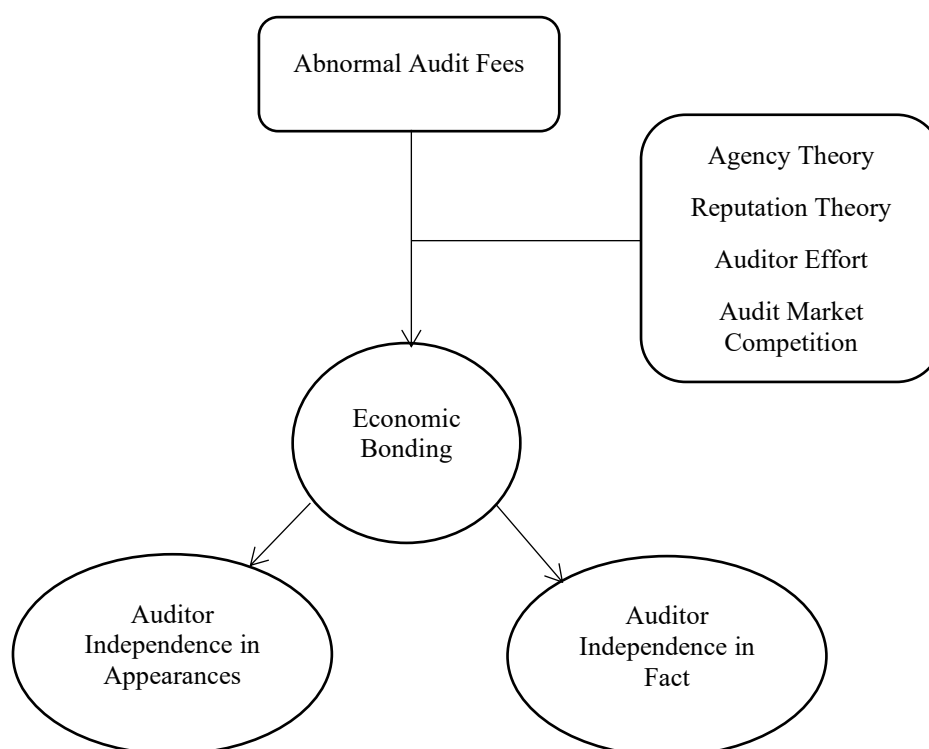 Abnormal Audit Fees
Agency Theory
Reputation Theory
Auditor Effort
Audit Market
Competition
Economic
Bonding
Auditor
Independence in
Appearances
Auditor
Independence in
Fact